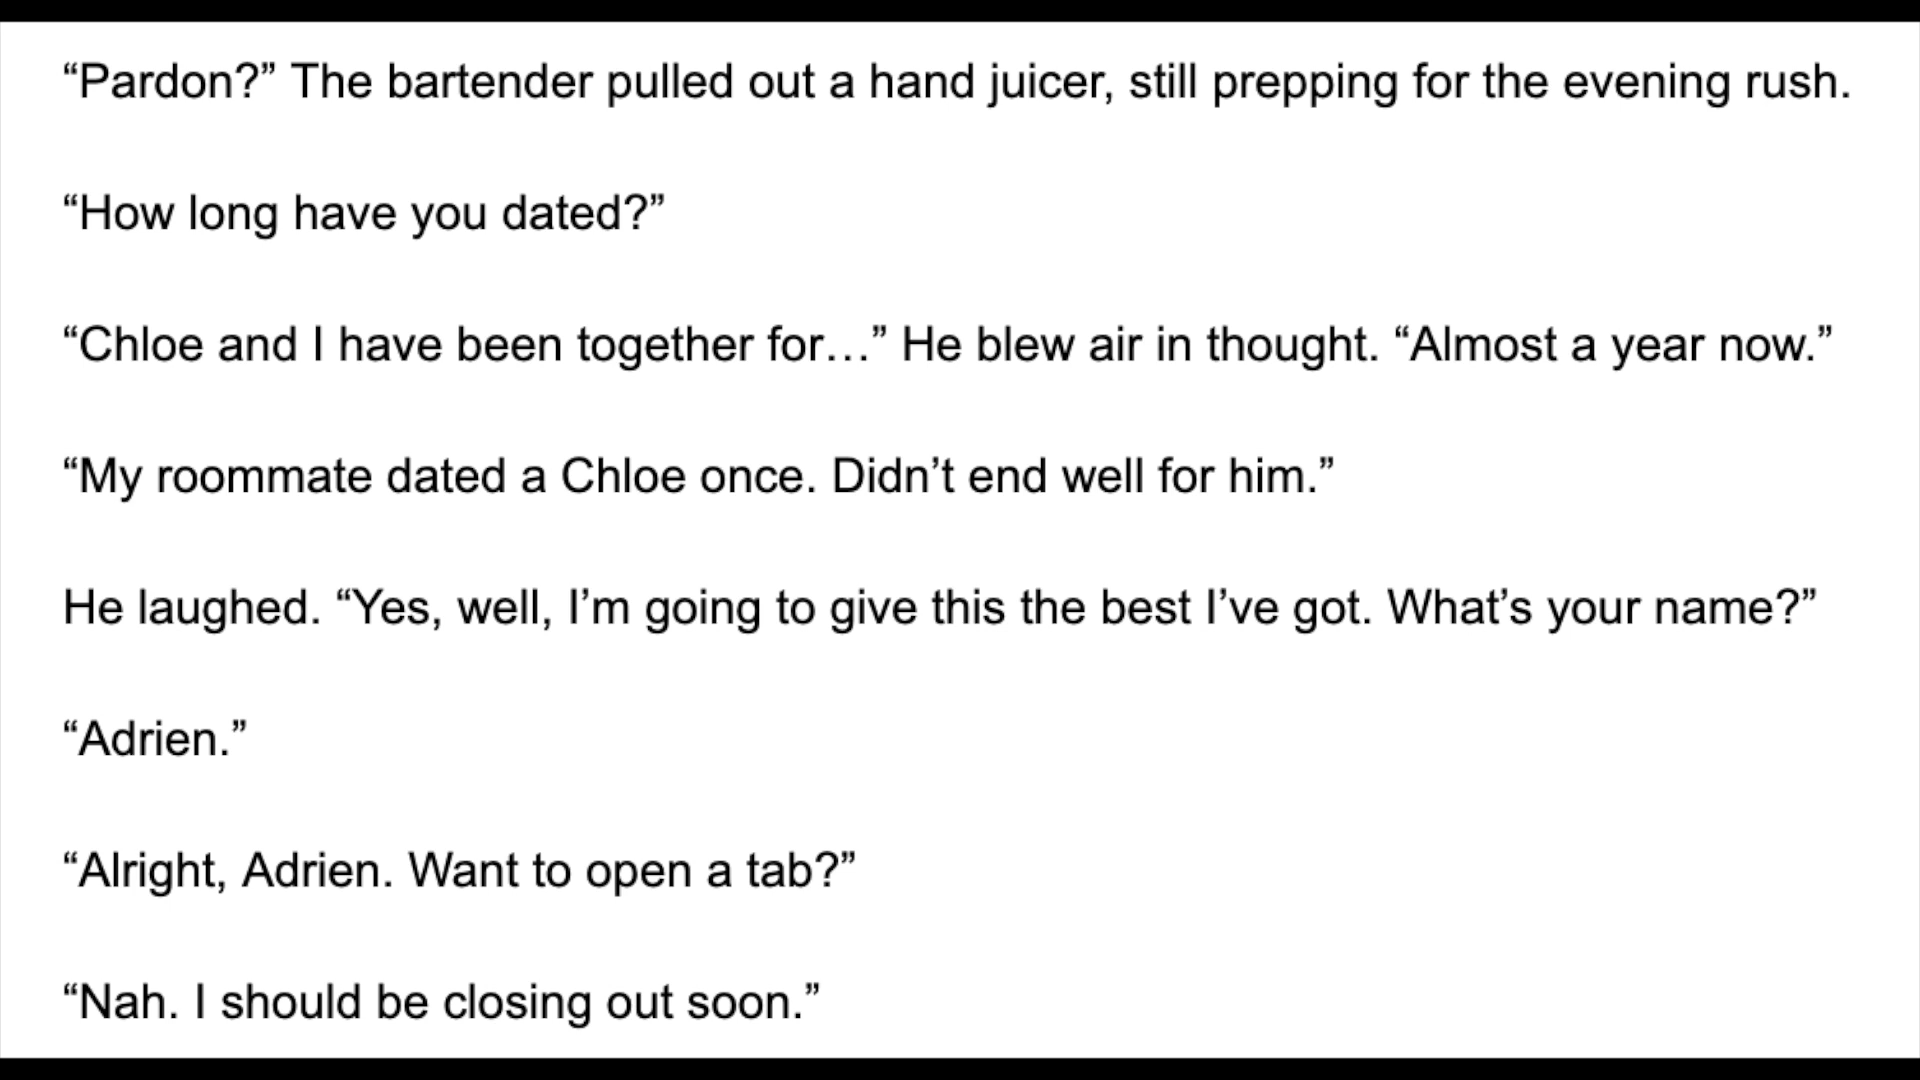 “Pardon?” The bartender pulled out a hand juicer, still prepping for the evening rush.
“How long have you dated?”
“Chloe and I have been together for…” He blew air in thought. “Almost a year now.”
“My roommate dated a Chloe once. Didn’t end well for him.”
He laughed. “Yes, well, I’m going to give this the best I’ve got. What’s your name?”
“Adrien.”
“Alright, Adrien. Want to open a tab?”
“Nah. I should be closing out soon.”